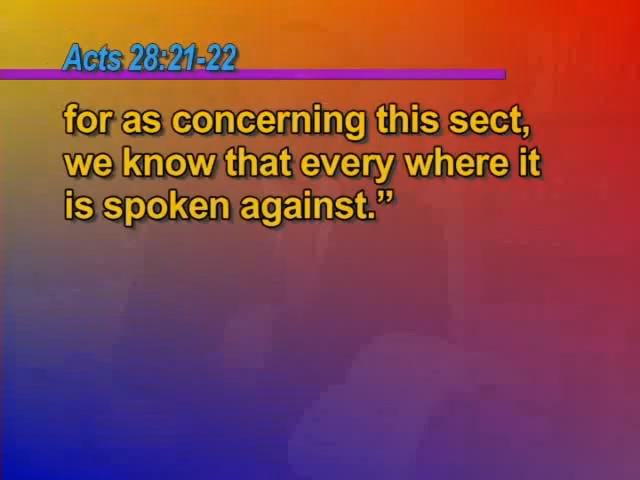 Acts 28:21-22
for as concerning this sect,
we know that every where it
is spoken against.”